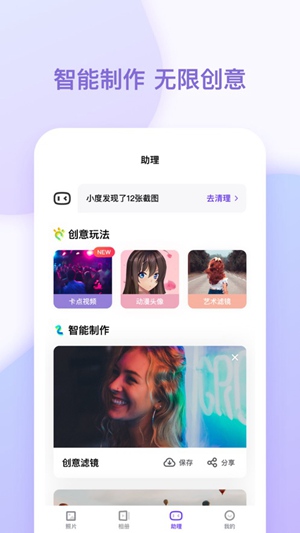 智能制作 无限创意
助理
小度发现了12张截图 去清理
创意玩法
NEW
卡点视频 动漫头像 艺术滤镜
智能制作
创意滤镜 保存 分享
照片 相册 助理 我的